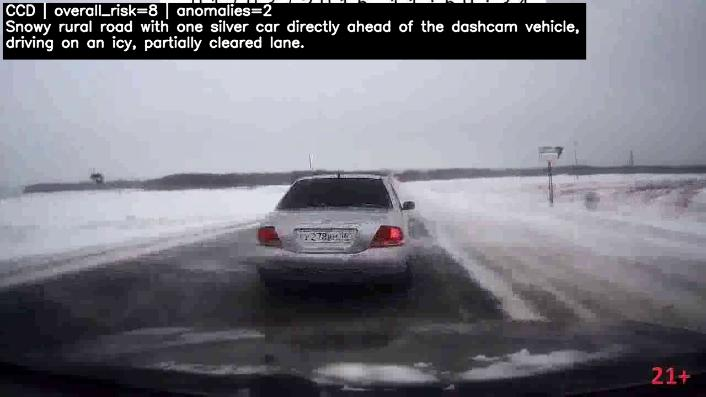 CCD | overall_risk=8 | anomalies=2
Snowy rural road with one silver car directly ahead of the dashcam vehicle,
driving on an icy, partially cleared lane.
21+